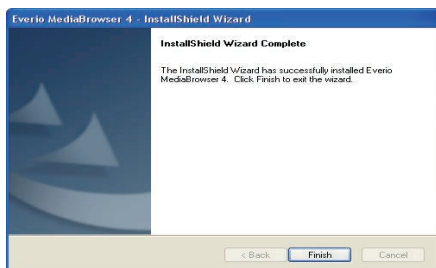 Everio MediaBrowser 4 - InstallShield Wizard
InstallShield Wizard Complete
The InstallShield Wizard has successfully installed Everio
MediaBrowser 4. Click Finish to exit the wizard.
< Back
Finish
Cancel